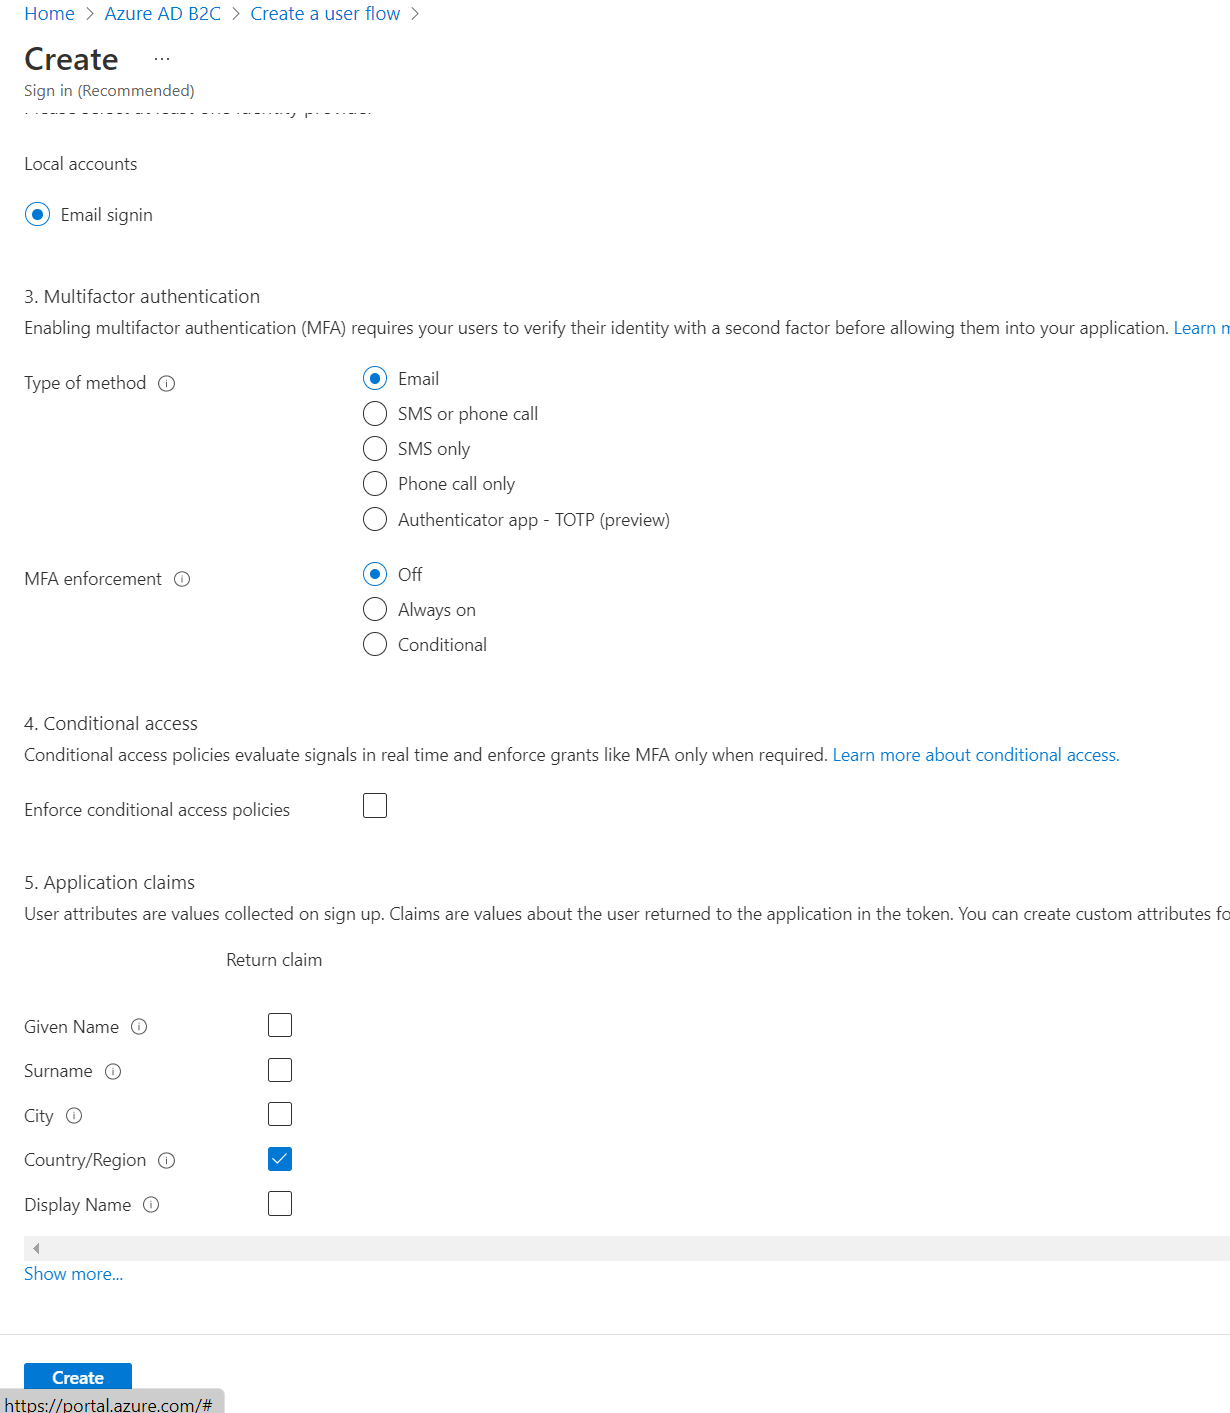 Home > Azure AD B2C > Create a user flow >
Create ...
Sign in (Recommended)
Please select at least one identity provider
Local accounts
Email signin
3. Multifactor authentication
Enabling multifactor authentication (MFA) requires your users to verify their identity with a second factor before allowing them into your application. Learn
Type of method
Email
SMS or phone call
SMS only
Phone call only
Authenticator app - TOTP (preview)
MFA enforcement
Off
Always on
Conditional
4. Conditional access
Conditional access policies evaluate signals in real time and enforce grants like MFA only when required. Learn more about conditional access.
Enforce conditional access policies
5. Application claims
User attributes are values collected on sign up. Claims are values about the user returned to the application in the token. You can create custom attributes
Return claim
Given Name
Surname
City
Country/Region
Display Name
Show more...
Create
https://portal.azure.com/#